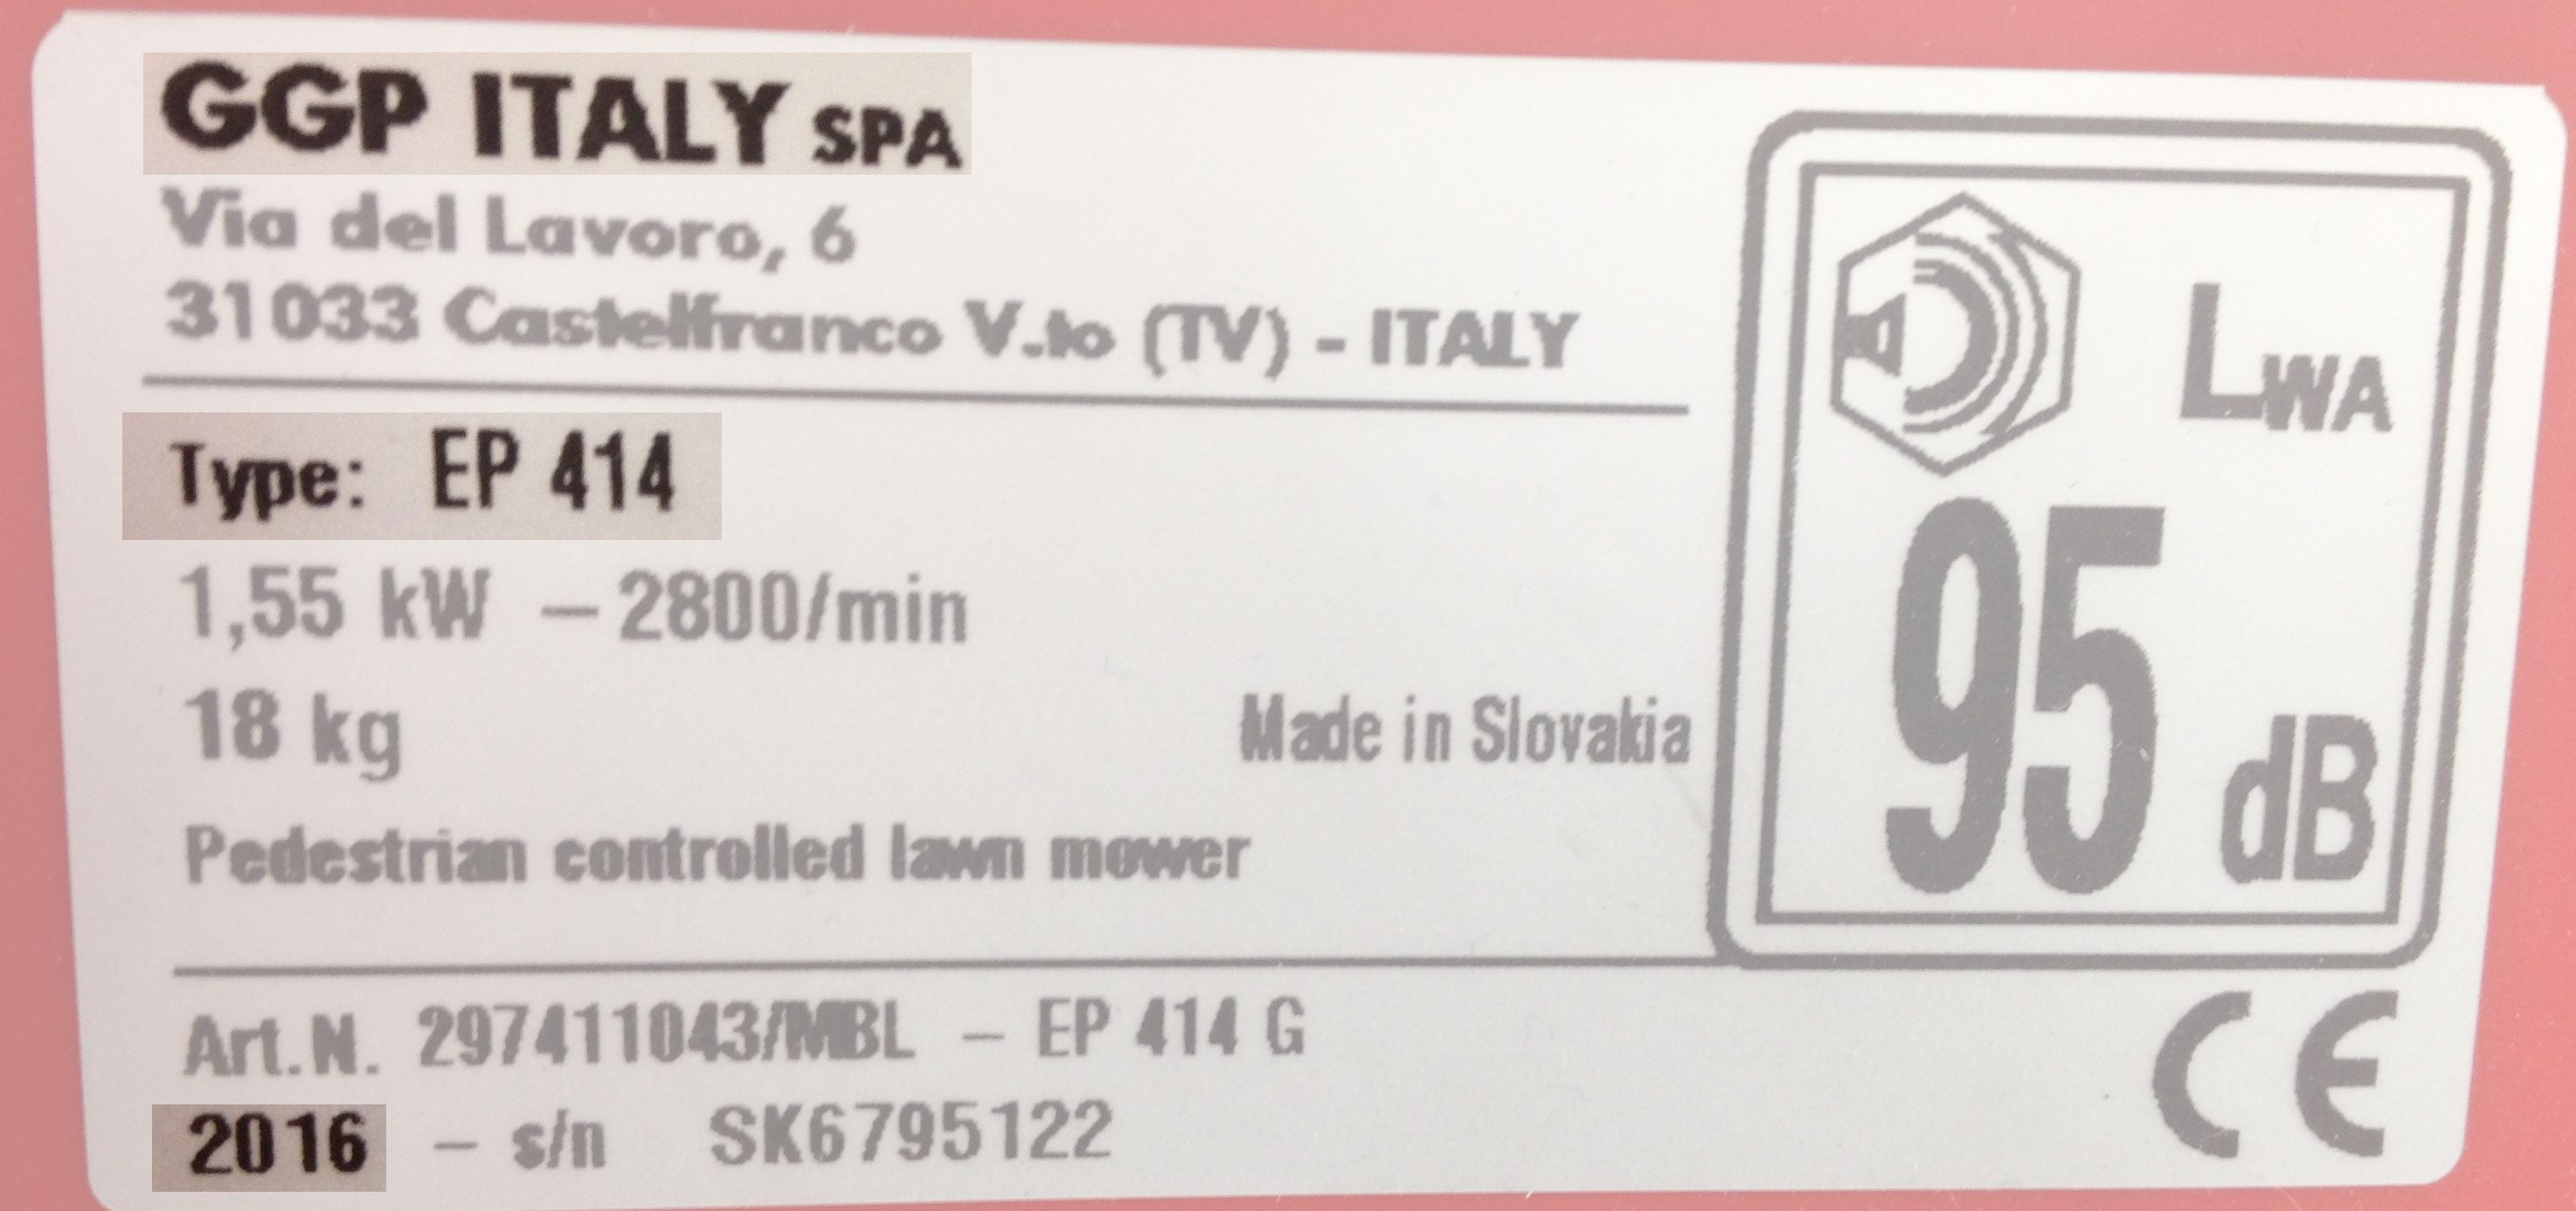 GGP ITALY SPA
Via del Lavoro, 6
31033 Castelfranco V.to (TV) - ITALY
Type: EP 414
1,55 kW – 2800/min
18 kg
Made in Slovakia
Pedestrian controlled lawn mower
LWA
95 dB
Art.N. 297411043/MBL – EP 414 G
2016 – s/n SK6795122
CE